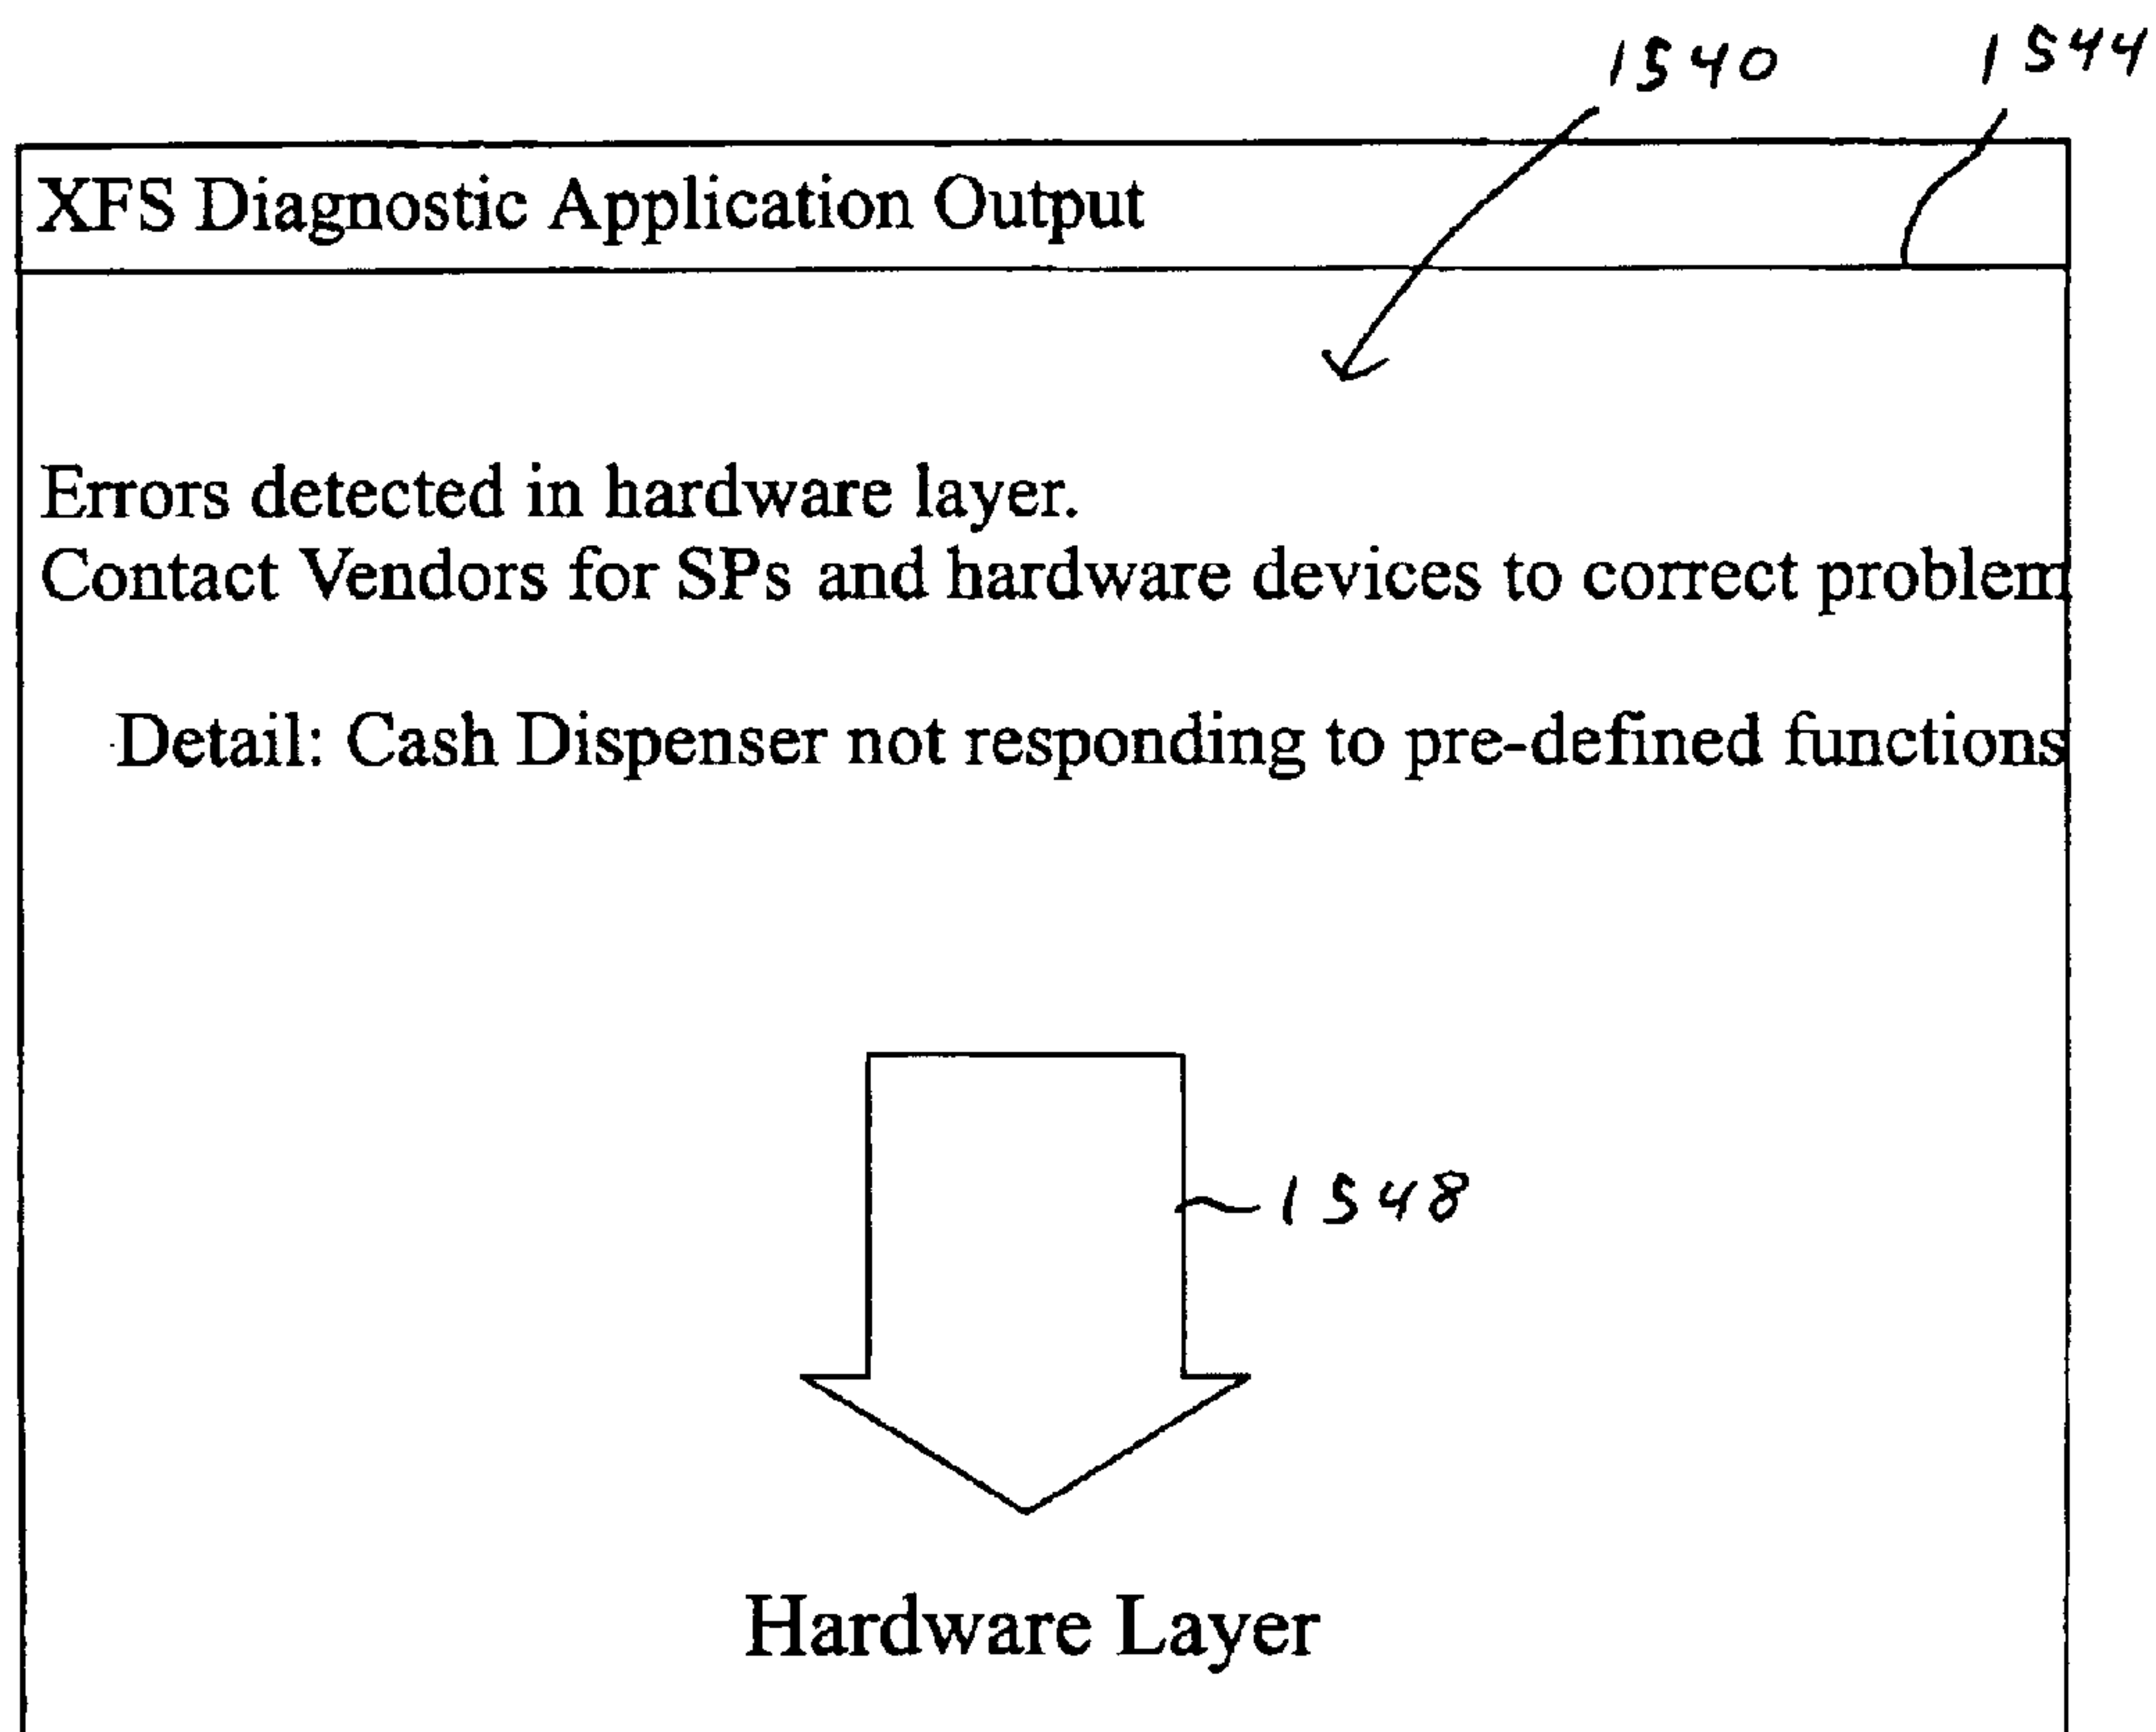 1540
1544
XFS Diagnostic Application Output
Errors detected in hardware layer.
Contact Vendors for SPs and hardware devices to correct problem
Detail: Cash Dispenser not responding to pre-defined functions
1548
Hardware Layer